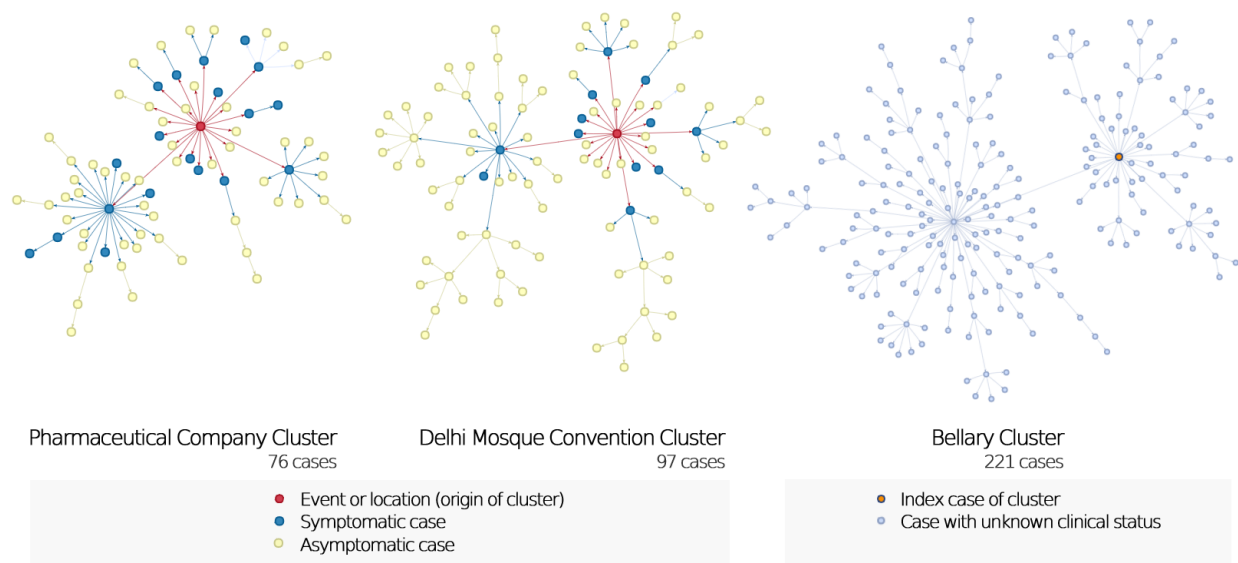 Pharmaceutical Company Cluster
76 cases
Delhi Mosque Convention Cluster
97 cases
Bellary Cluster
221 cases
Event or location (origin of cluster)
Symptomatic case
Asymptomatic case
Index case of cluster
Case with unknown clinical status